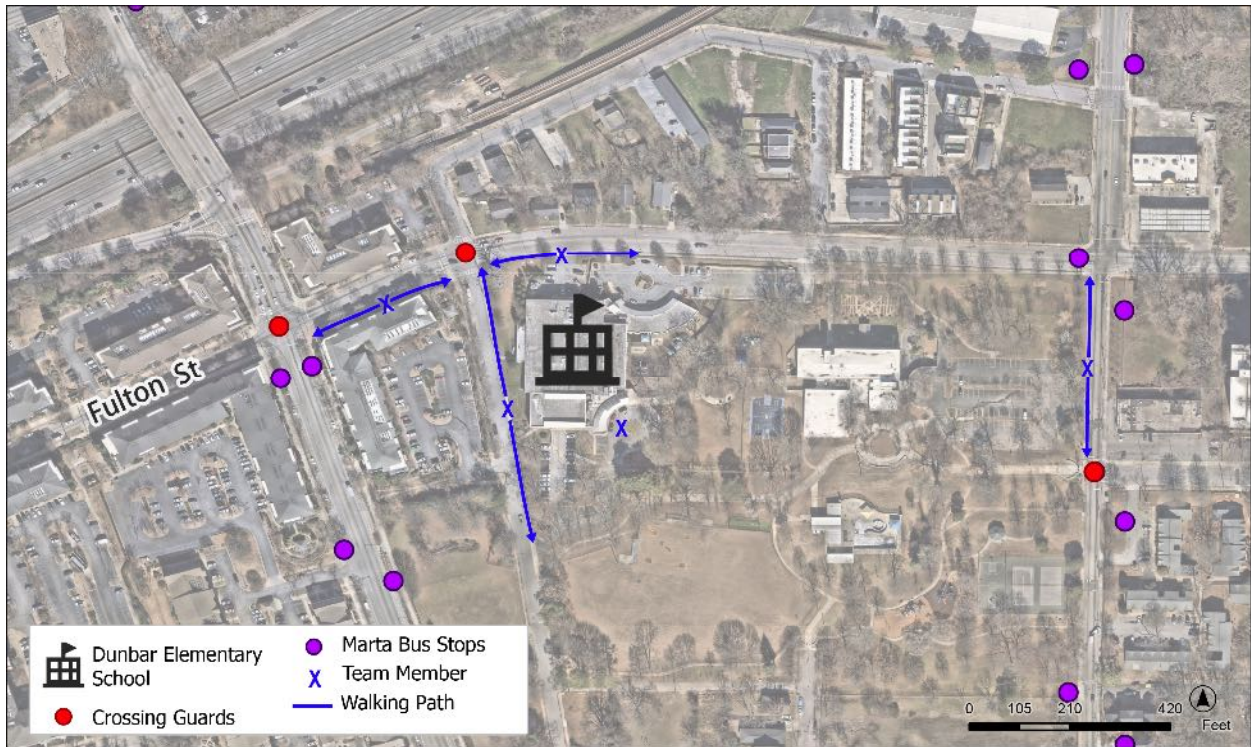 Fulton St
X
X
X
X
X
Dunbar Elementary
School
Crossing Guards
Marta Bus Stops
X Team Member
Walking Path
0 105 210 420
Feet